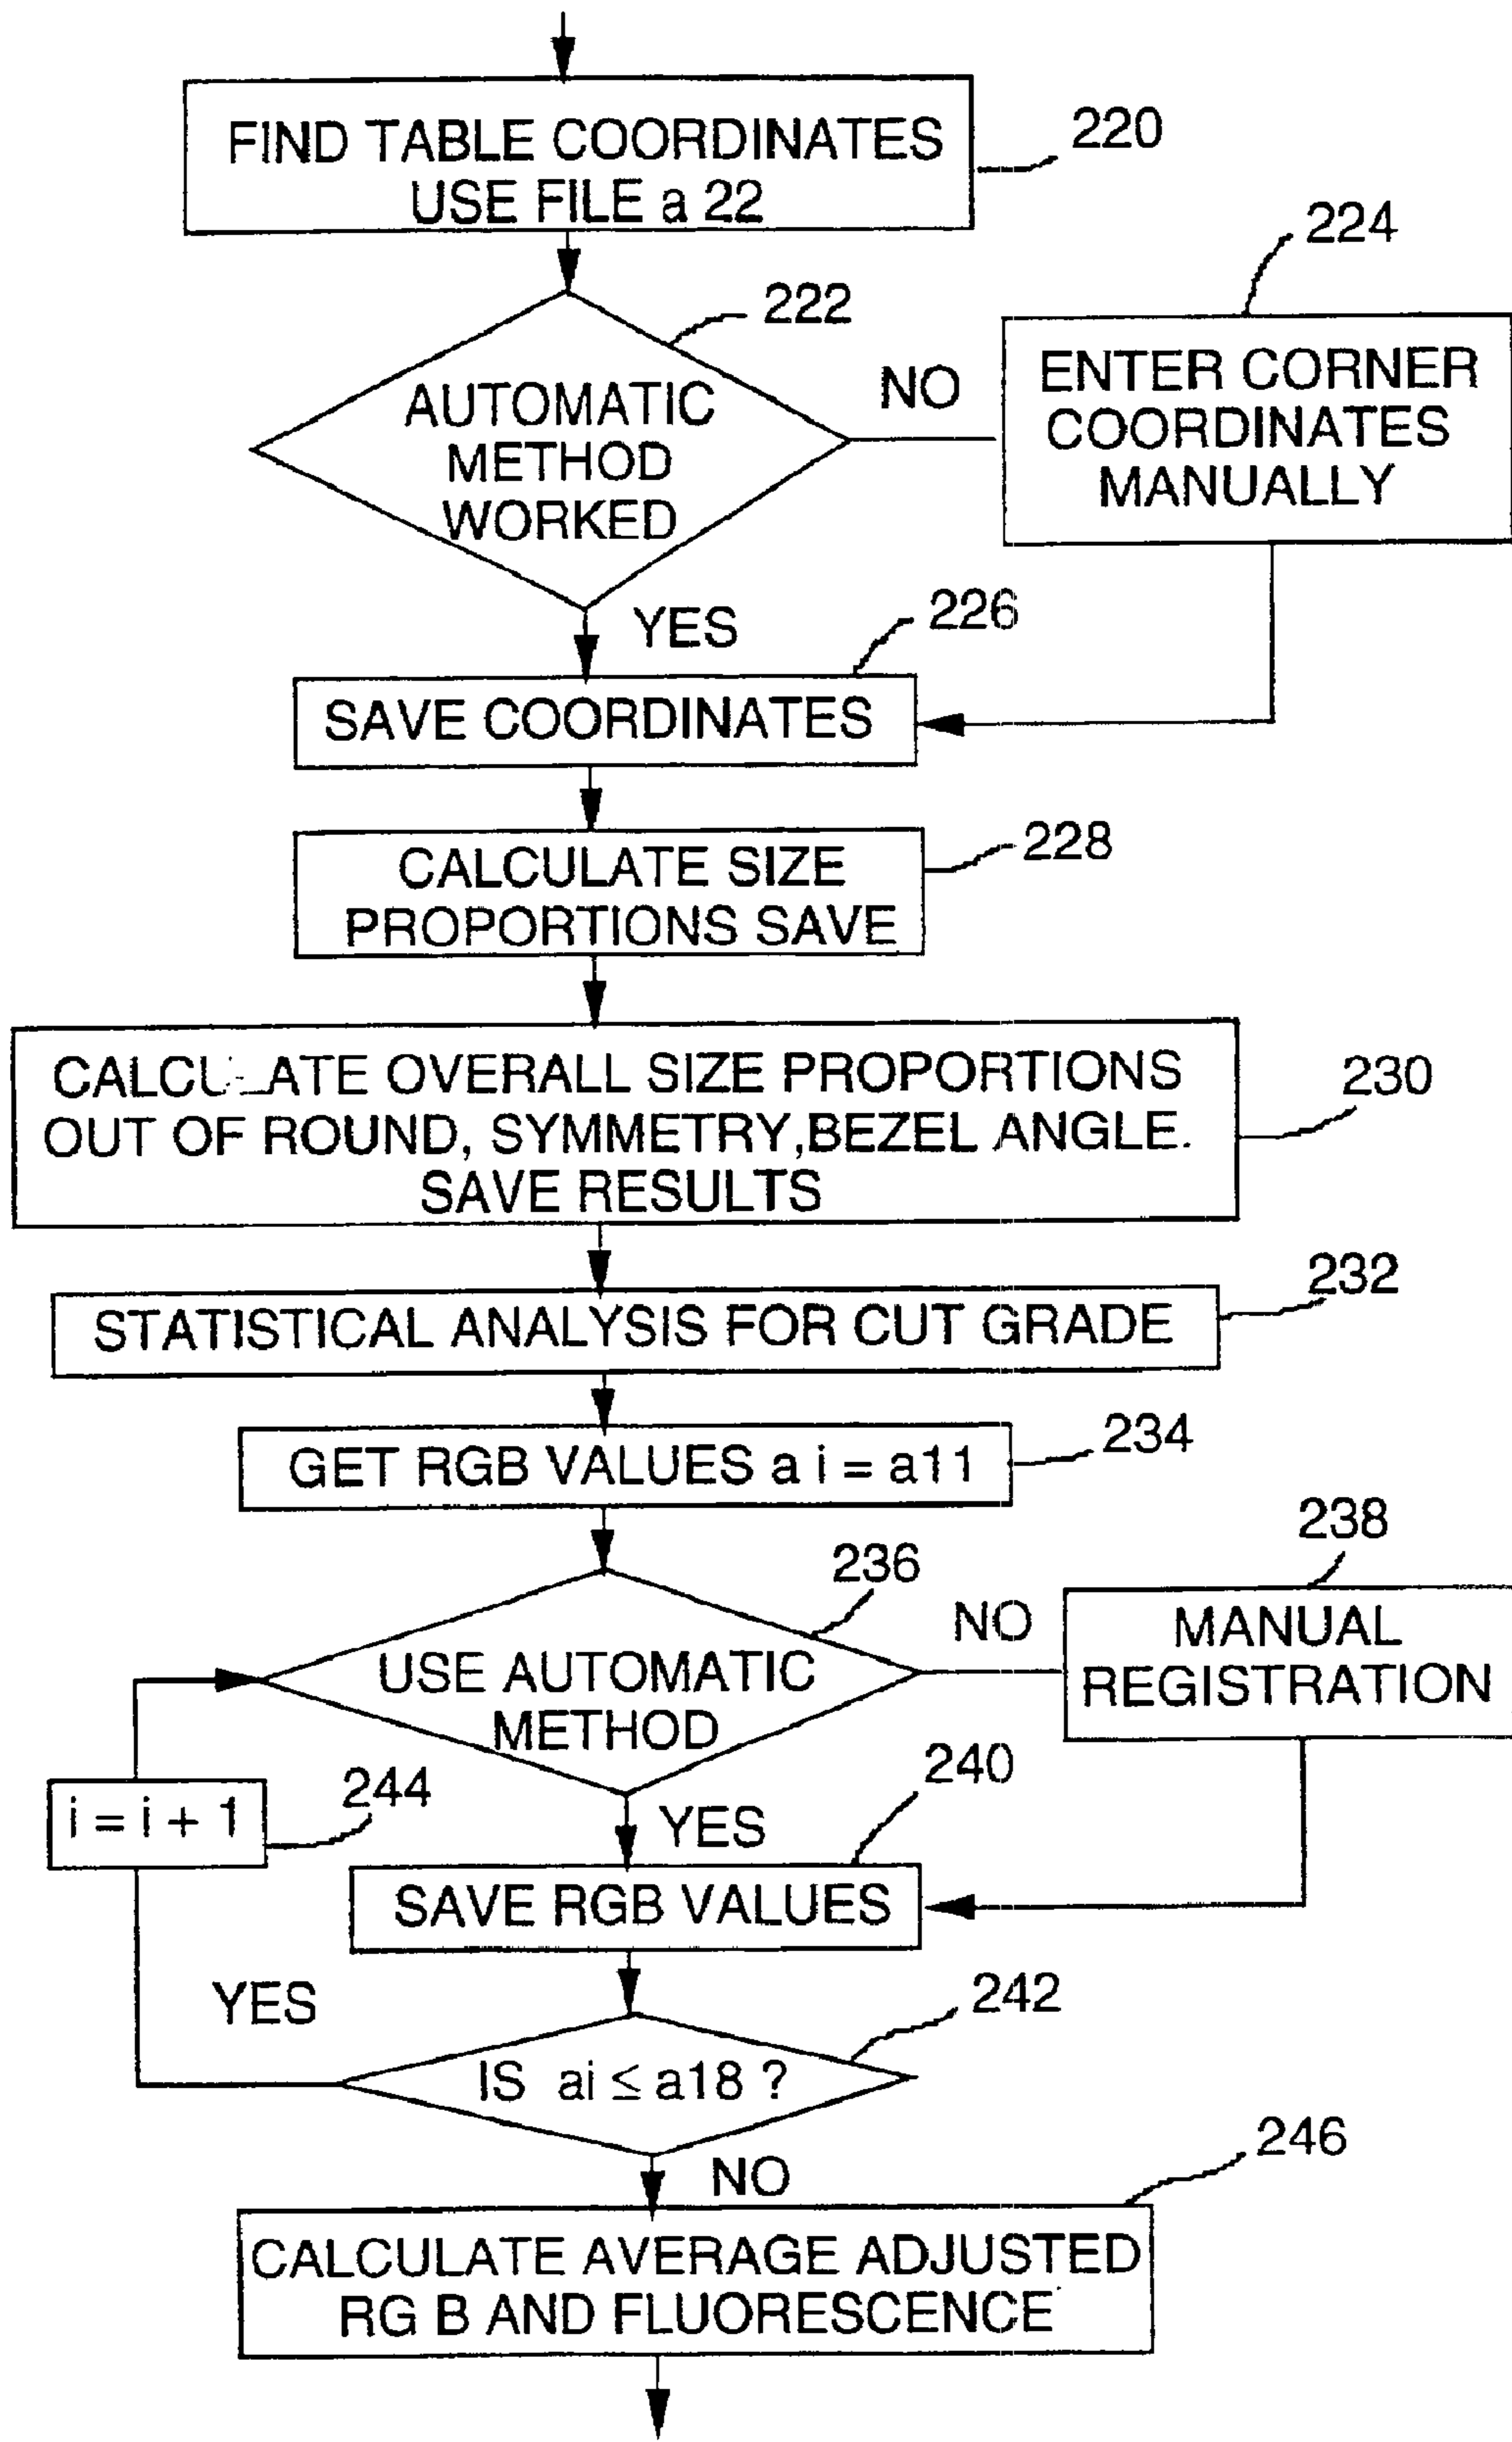 FIND TABLE COORDINATES
USE FILE a 22
220
222
AUTOMATIC
METHOD
WORKED
NO
224
ENTER CORNER
COORDINATES
MANUALLY
YES
226
SAVE COORDINATES
CALCULATE SIZE
PROPORTIONS SAVE
228
CALCULATE OVERALL SIZE PROPORTIONS
OUT OF ROUND, SYMMETRY,BEZEL ANGLE.
SAVE RESULTS
230
STATISTICAL ANALYSIS FOR CUT GRADE
232
GET RGB VALUES a i = a11
234
236
USE AUTOMATIC
METHOD
NO
238
MANUAL
REGISTRATION
i = i + 1
244
YES
240
SAVE RGB VALUES
YES
242
IS ai ≤ a18 ?
NO
246
CALCULATE AVERAGE ADJUSTED
RG B AND FLUORESCENCE